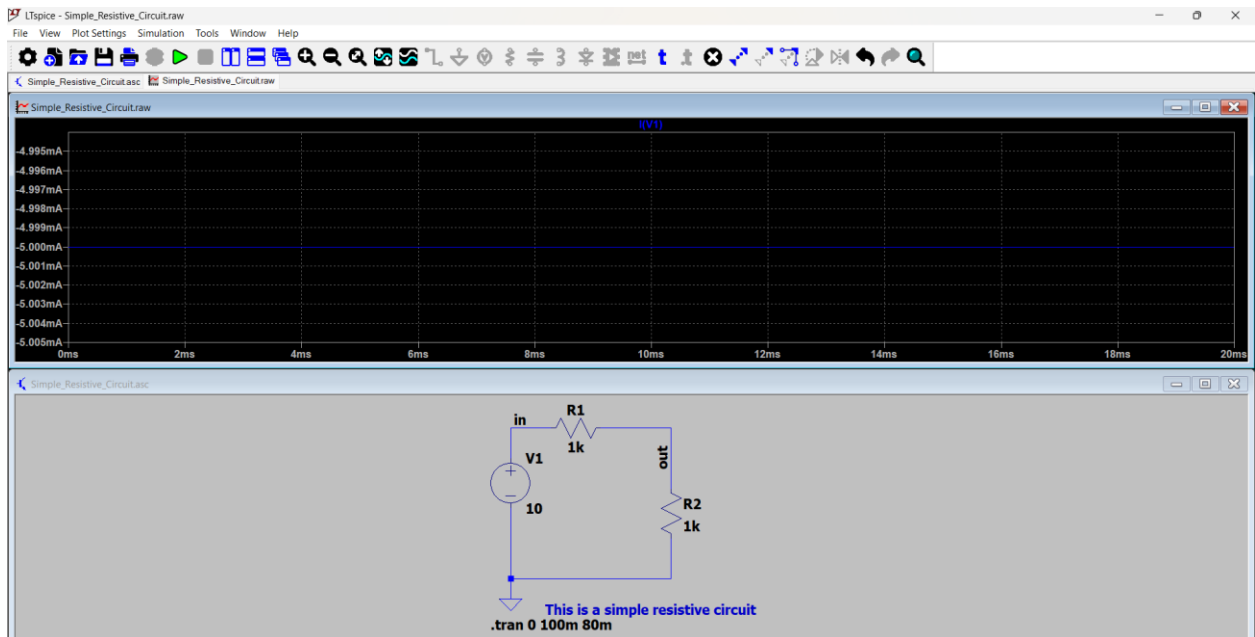 LTspice - Simple_Resistive_Circuit.raw
File View Plot Settings Simulation Tools Window Help
net t t
Simple_Resistive_Circuit.asc Simple_Resistive_Circuit.raw
Simple_Resistive_Circuit.raw
I(V1)
-4.995mA
-4.996mA
-4.997mA
-4.998mA
-4.999mA
-5.000mA
-5.001mA
-5.002mA
-5.003mA
-5.004mA
-5.005mA
0ms 2ms 4ms 6ms 8ms 10ms 12ms 14ms 16ms 18ms 20ms
Simple_Resistive_Circuit.asc
R1
in
1k
V1
out
10
R2
1k
This is a simple resistive circuit
.tran 0 100m 80m